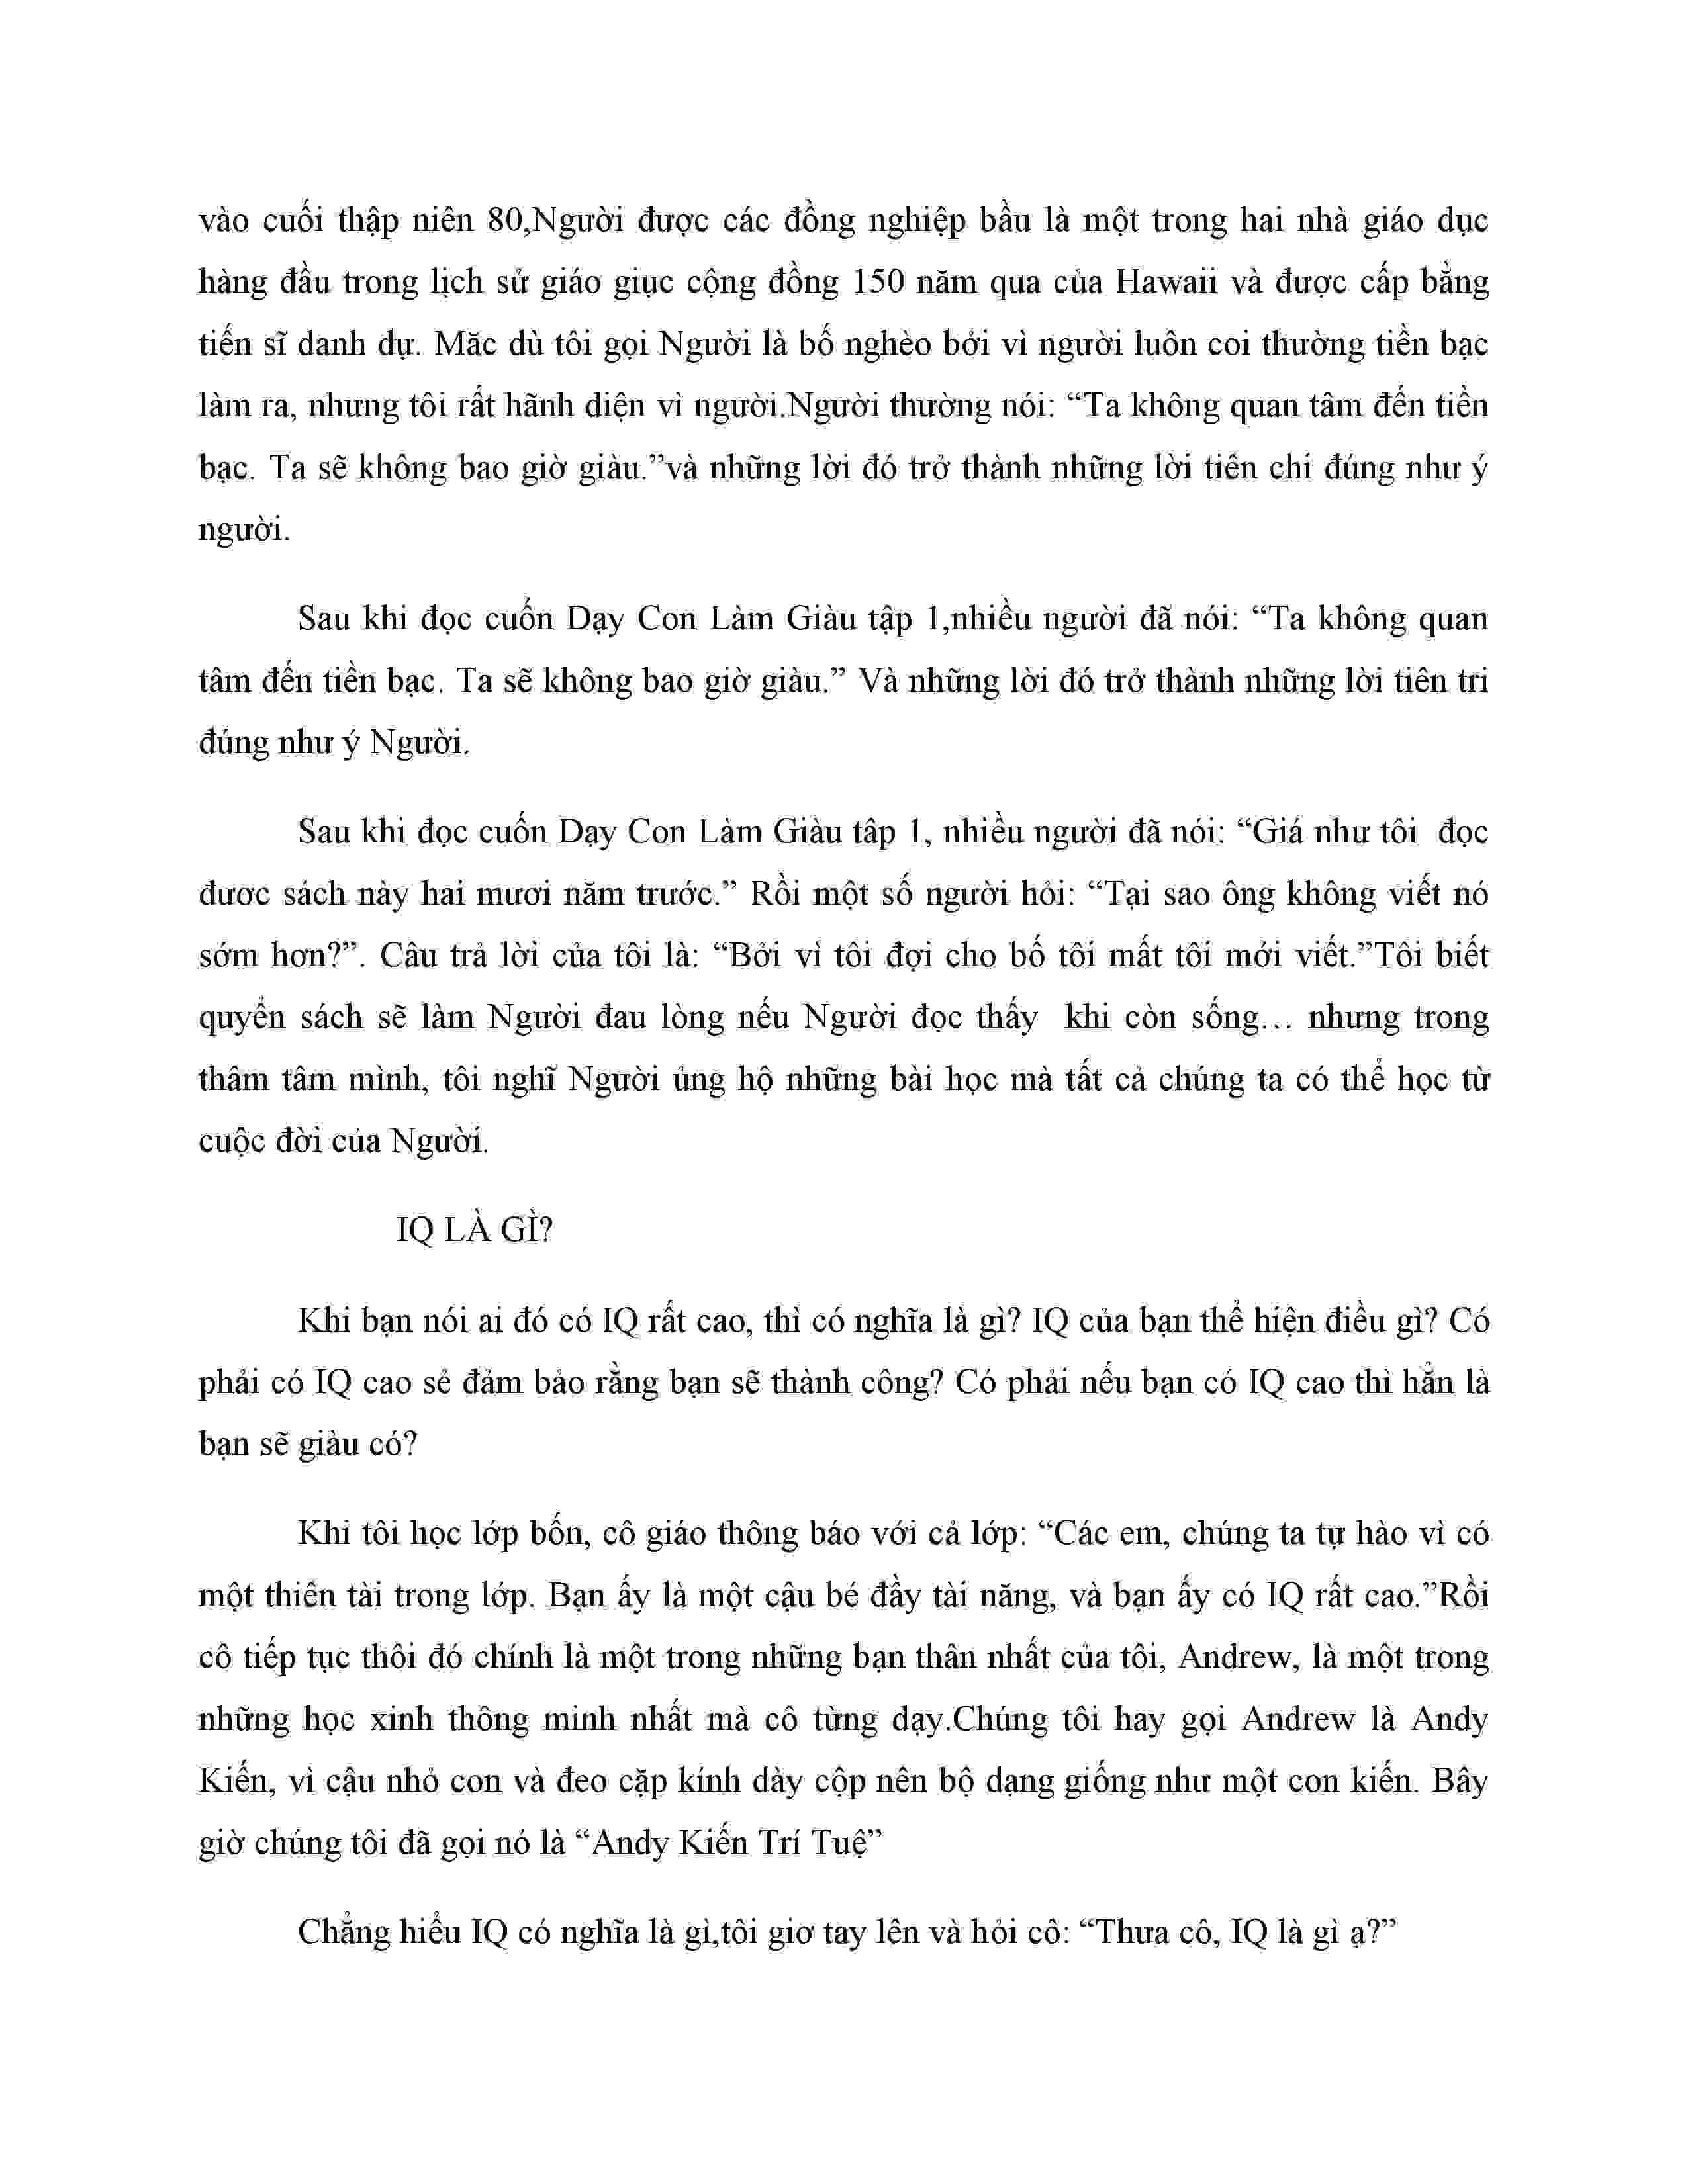 vào cuối thập niên 80,Người được các đồng nghiệp bầu là một trong hai nhà giáo dục
hàng đầu trong lịch sử giáo giục cộng đồng 150 năm qua của Hawaii và được cấp bằng
tiến sĩ danh dự. Măc dù tôi gọi Người là bố nghèo bởi vì người luôn coi thường tiền bạc
làm ra, nhưng tôi rất hãnh diện vì người.Người thường nói: “Ta không quan tâm đến tiền
bạc. Ta sẽ không bao giờ giàu.”và những lời đó trở thành những lời tiên chi đúng như ý
người.
Sau khi đọc cuốn Dạy Con Làm Giàu tập 1,nhiều người đã nói: “Ta không quan
tâm đến tiền bạc. Ta sẽ không bao giờ giàu.” Và những lời đó trở thành những lời tiên tri
đúng như ý Người.
Sau khi đọc cuốn Dạy Con Làm Giàu tâp 1, nhiều người đã nói: “Giá như tôi đọc
đươc sách này hai mươi năm trước.” Rồi một số người hỏi: “Tại sao ông không viết nó
sớm hơn?”. Câu trả lời của tôi là: “Bởi vì tôi đợi cho bố tôi mất tôi mới viết.”Tôi biết
quyển sách sẽ làm Người đau lòng nếu Người đọc thấy khi còn sống… nhưng trong
thâm tâm mình, tôi nghĩ Người ủng hộ những bài học mà tất cả chúng ta có thể học từ
cuộc đời của Người.
IQ LÀ GÌ?
Khi bạn nói ai đó có IQ rất cao, thì có nghĩa là gì? IQ của bạn thể hiện điều gì? Có
phải có IQ cao sẻ đảm bảo rằng bạn sẽ thành công? Có phải nếu bạn có IQ cao thì hẳn là
bạn sẽ giàu có?
Khi tôi học lớp bốn, cô giáo thông báo với cả lớp: “Các em, chúng ta tự hào vì có
một thiên tài trong lớp. Bạn ấy là một cậu bé đầy tài năng, và bạn ấy có IQ rất cao.”Rồi
cô tiếp tục thôi đó chính là một trong những bạn thân nhất của tôi, Andrew, là một trong
những học xinh thông minh nhất mà cô từng dạy.Chúng tôi hay gọi Andrew là Andy
Kiến, vì cậu nhỏ con và đeo cặp kính dày cộp nên bộ dạng giống như một con kiến. Bây
giờ chúng tôi đã gọi nó là “Andy Kiến Trí Tuệ”
Chẳng hiểu IQ có nghĩa là gì,tôi giơ tay lên và hỏi cô: “Thưa cô, IQ là gì ạ?”